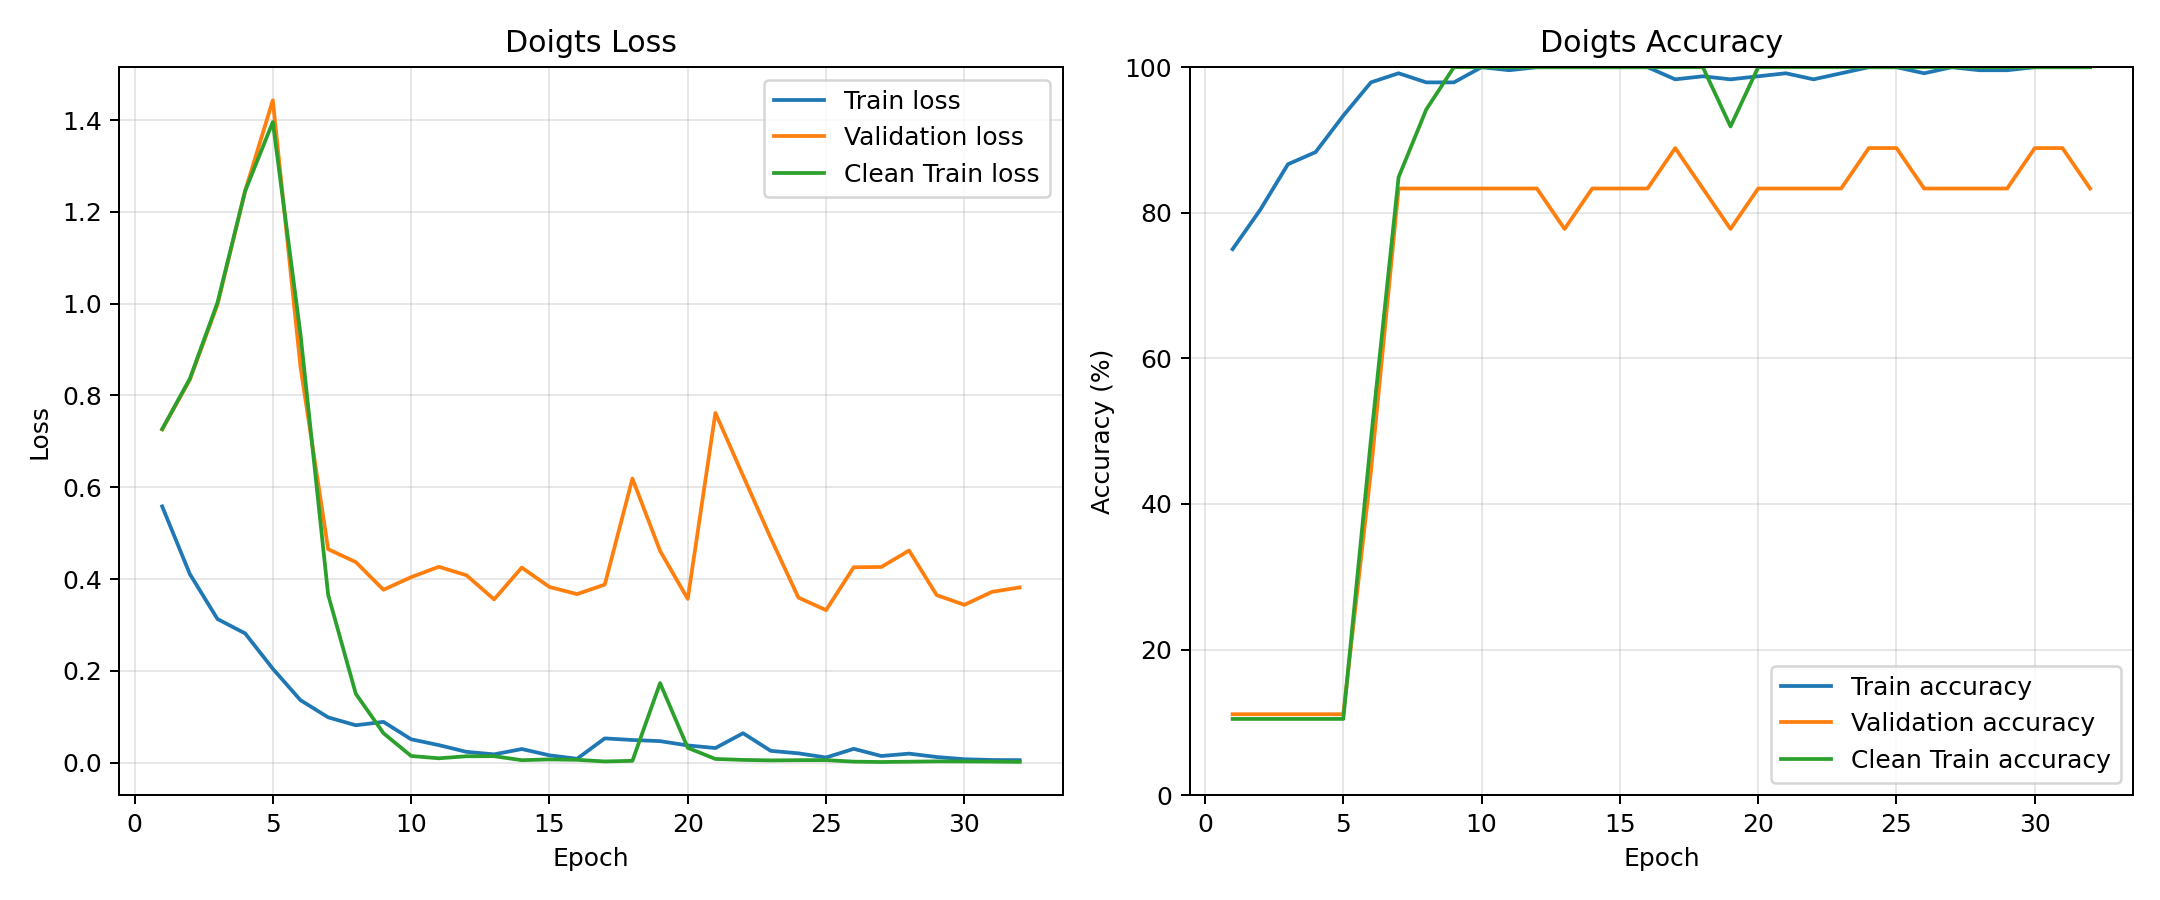 Doigts Loss
Train loss
Validation loss
Clean Train loss
1.4
1.2
1.0
0.8
0.6
0.4
0.2
0.0
Loss
0 5 10 15 20 25 30
Epoch
Doigts Accuracy
100
80
60
40
20
0
Accuracy (%)
Train accuracy
Validation accuracy
Clean Train accuracy
0 5 10 15 20 25 30
Epoch